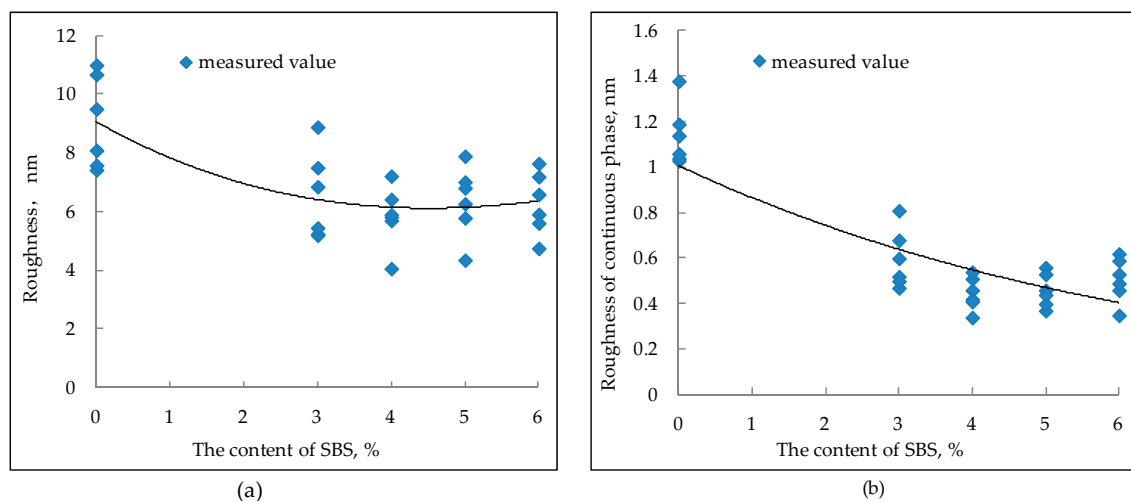 12
10
8
6
4
2
0
Roughness, nm
measured value
0 1 2 3 4 5 6
The content of SBS, %
(a)
1.6
1.4
1.2
1
0.8
0.6
0.4
0.2
0
Roughness of continuous phase, nm
measured value
0 1 2 3 4 5 6
The content of SBS, %
(b)